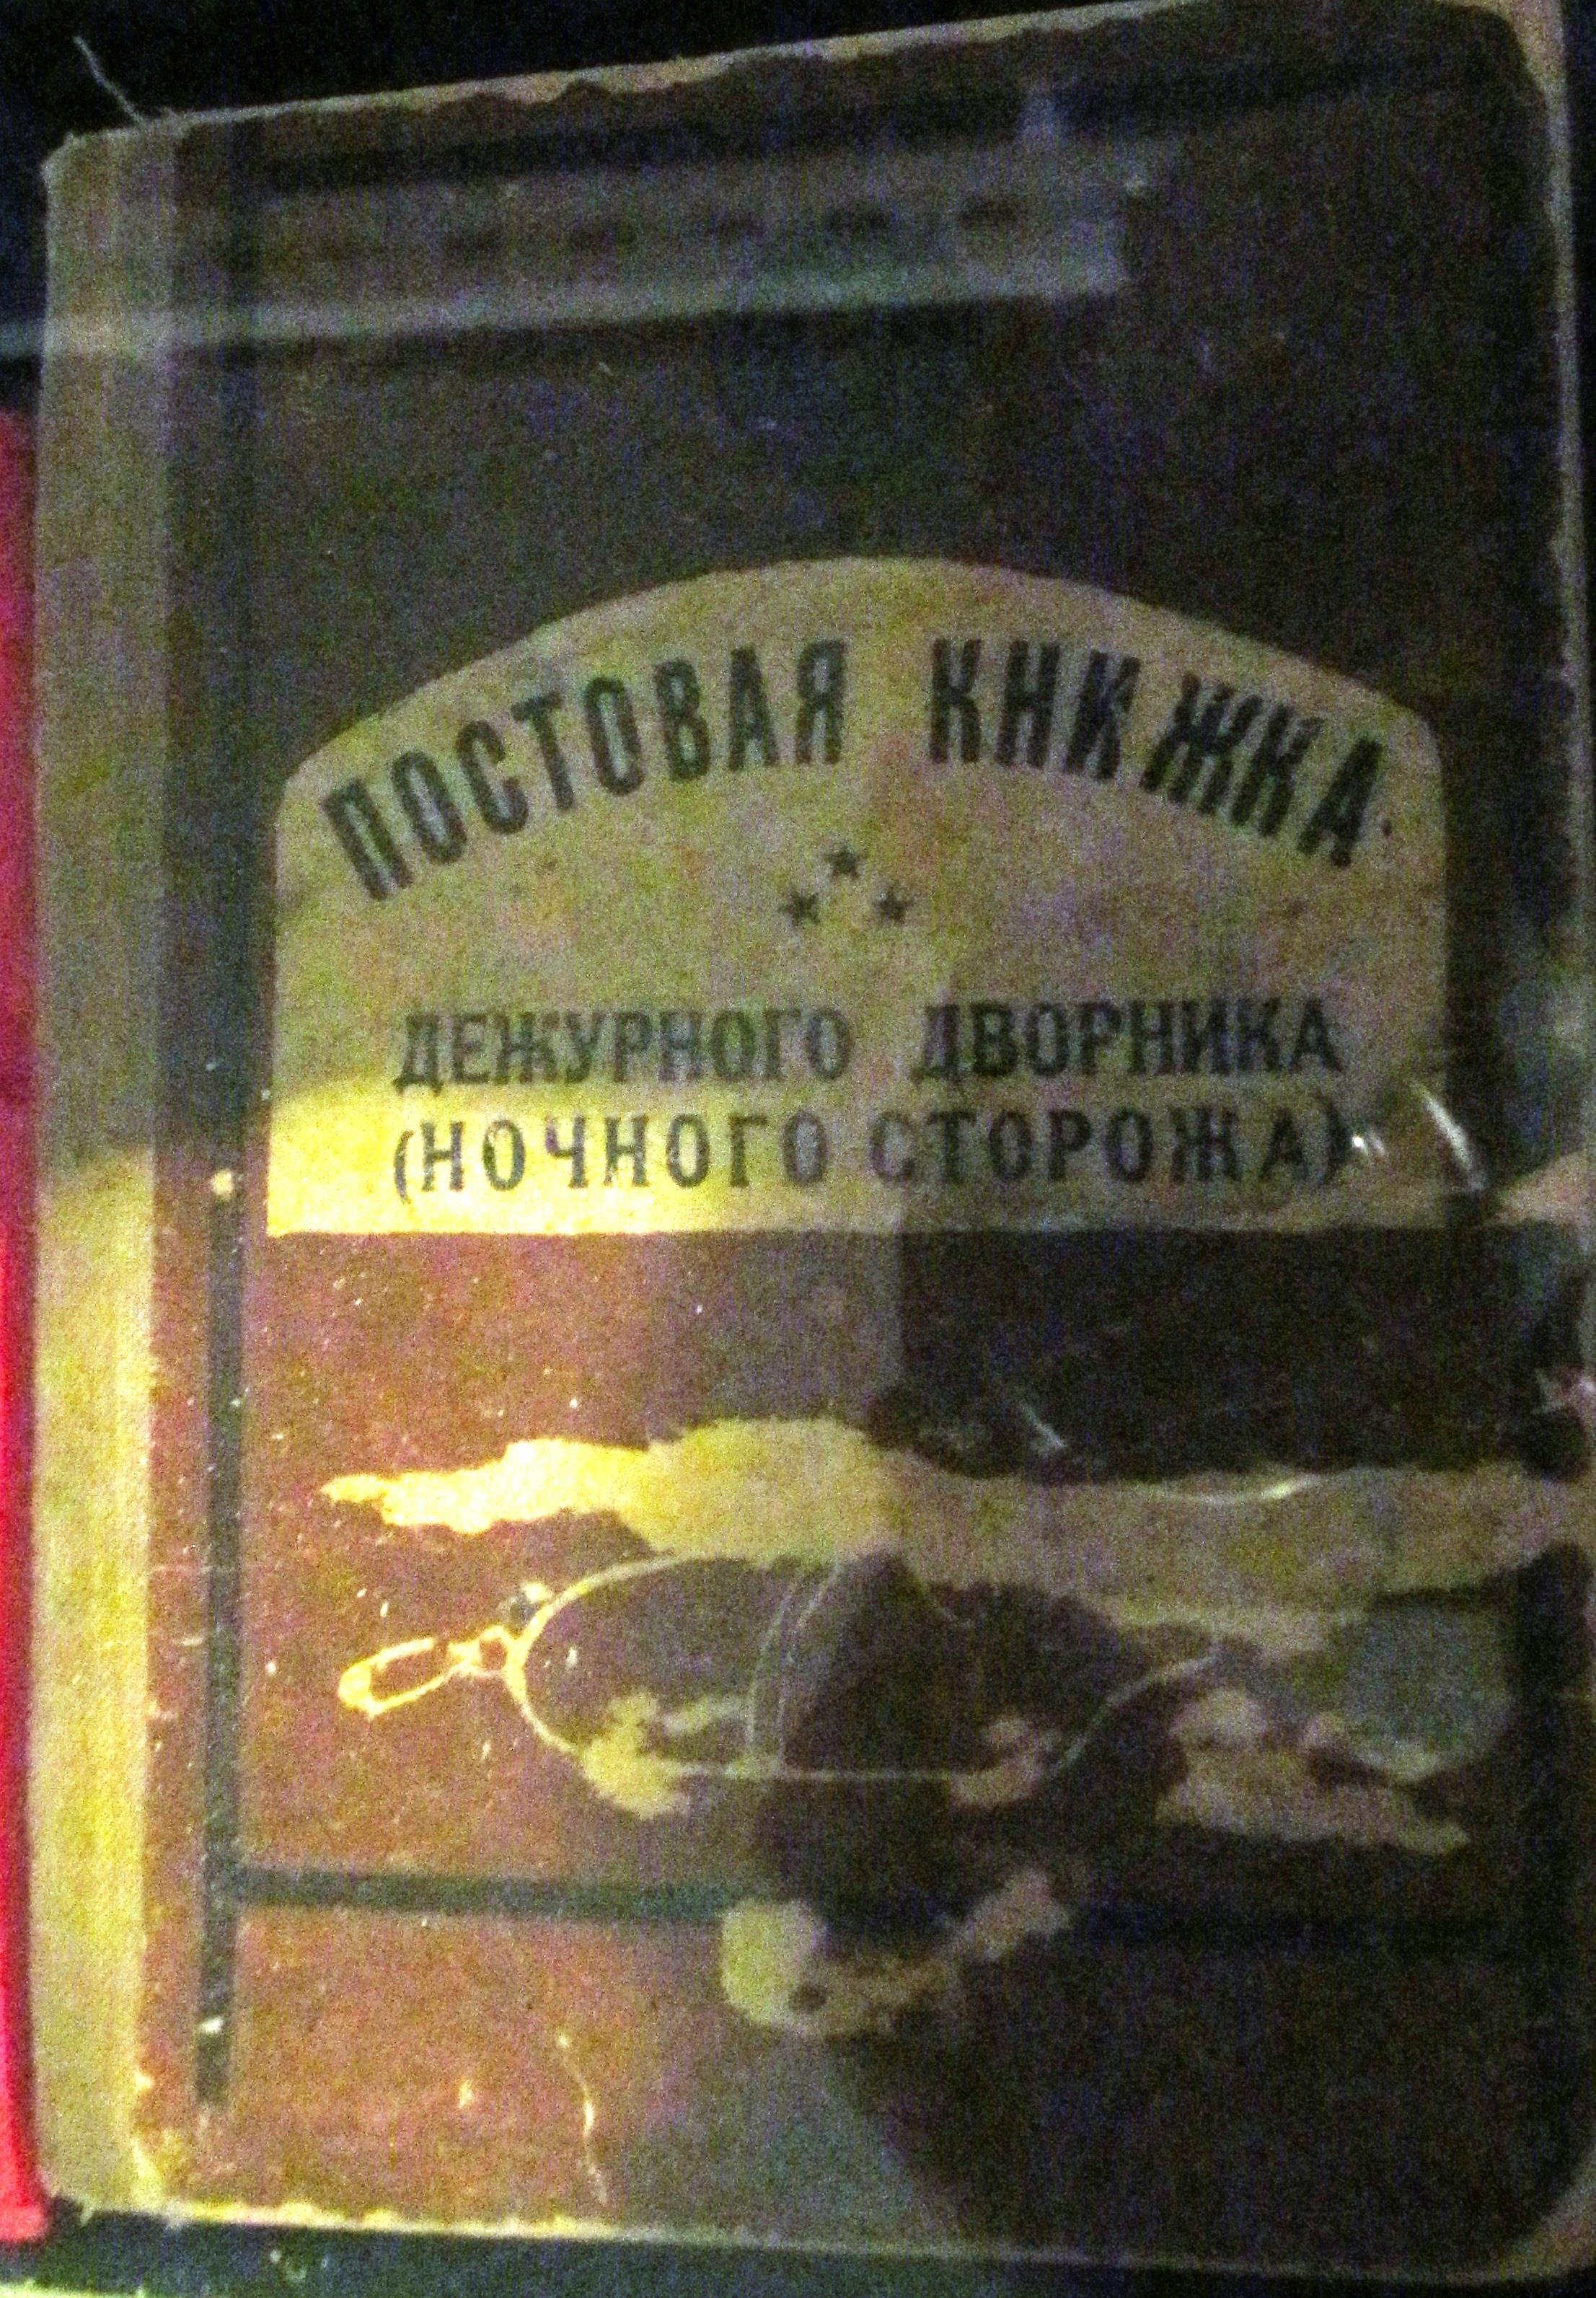 ПОСТОВАЯ КНИЖКА
ДЕЖУРНОГО ДВОРНИКА
(НОЧНОГО СТОРОЖА)